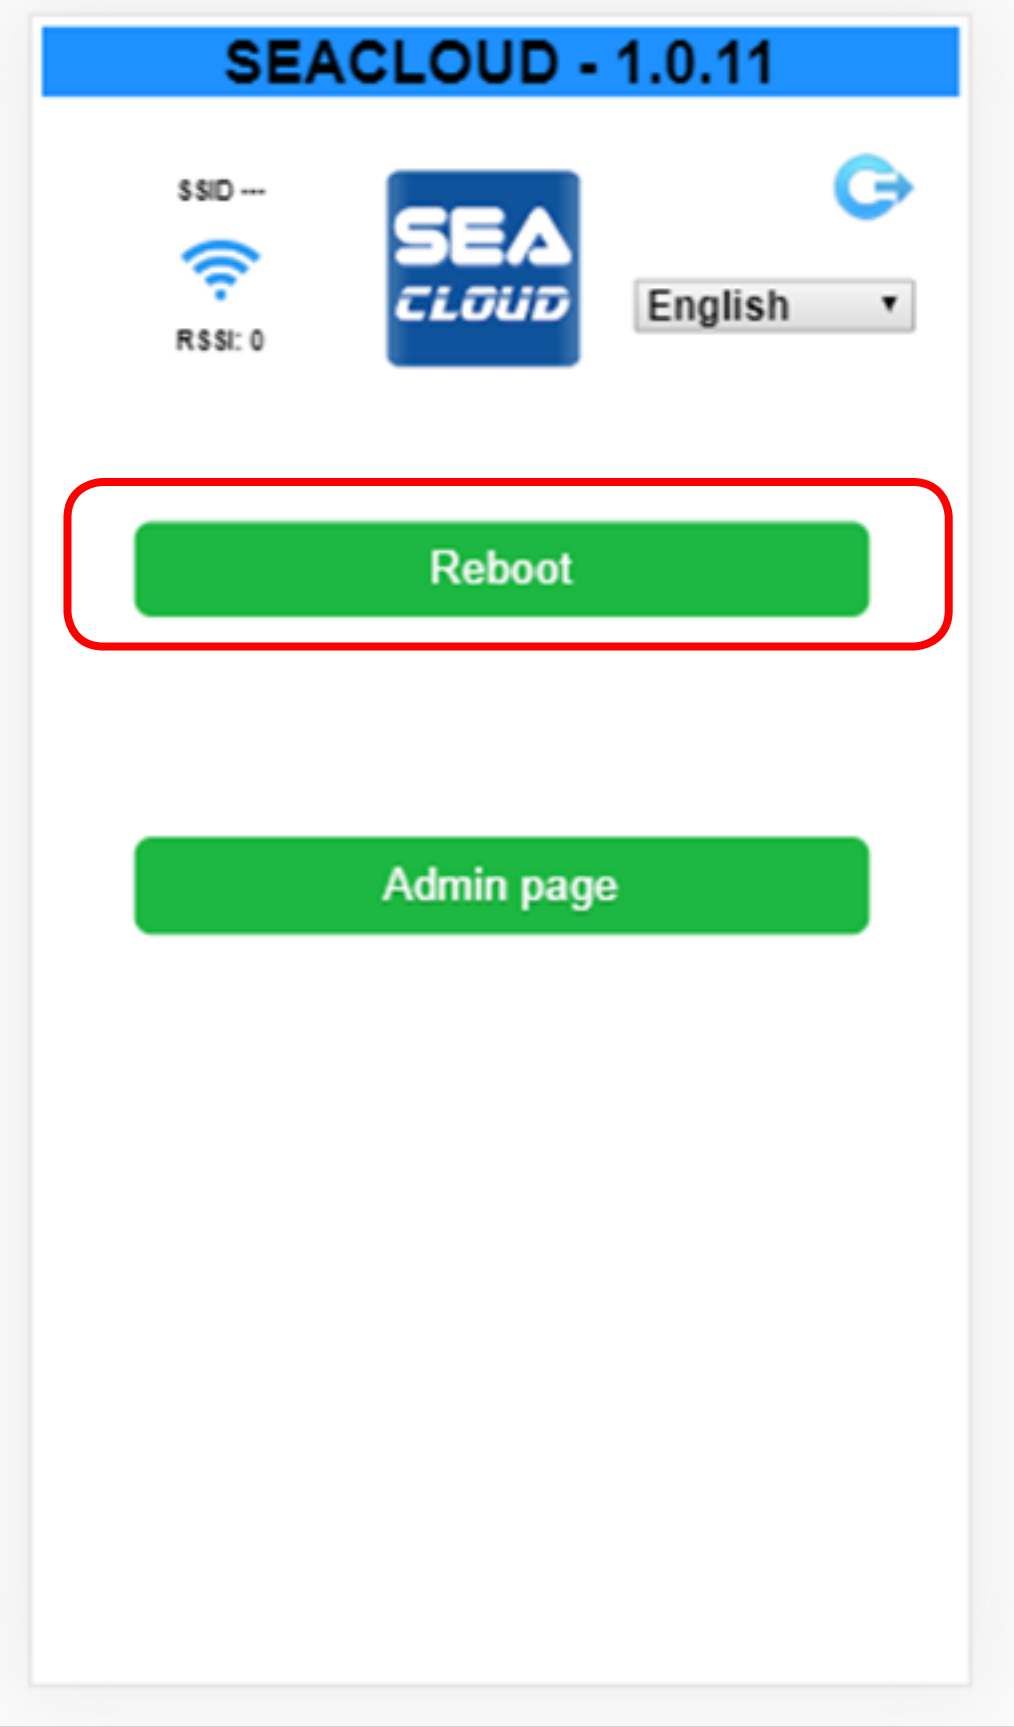 SEACLOUD - 1.0.11
SSID ---
SEA
CLOUD
English
RSSI: 0
Reboot
Admin page